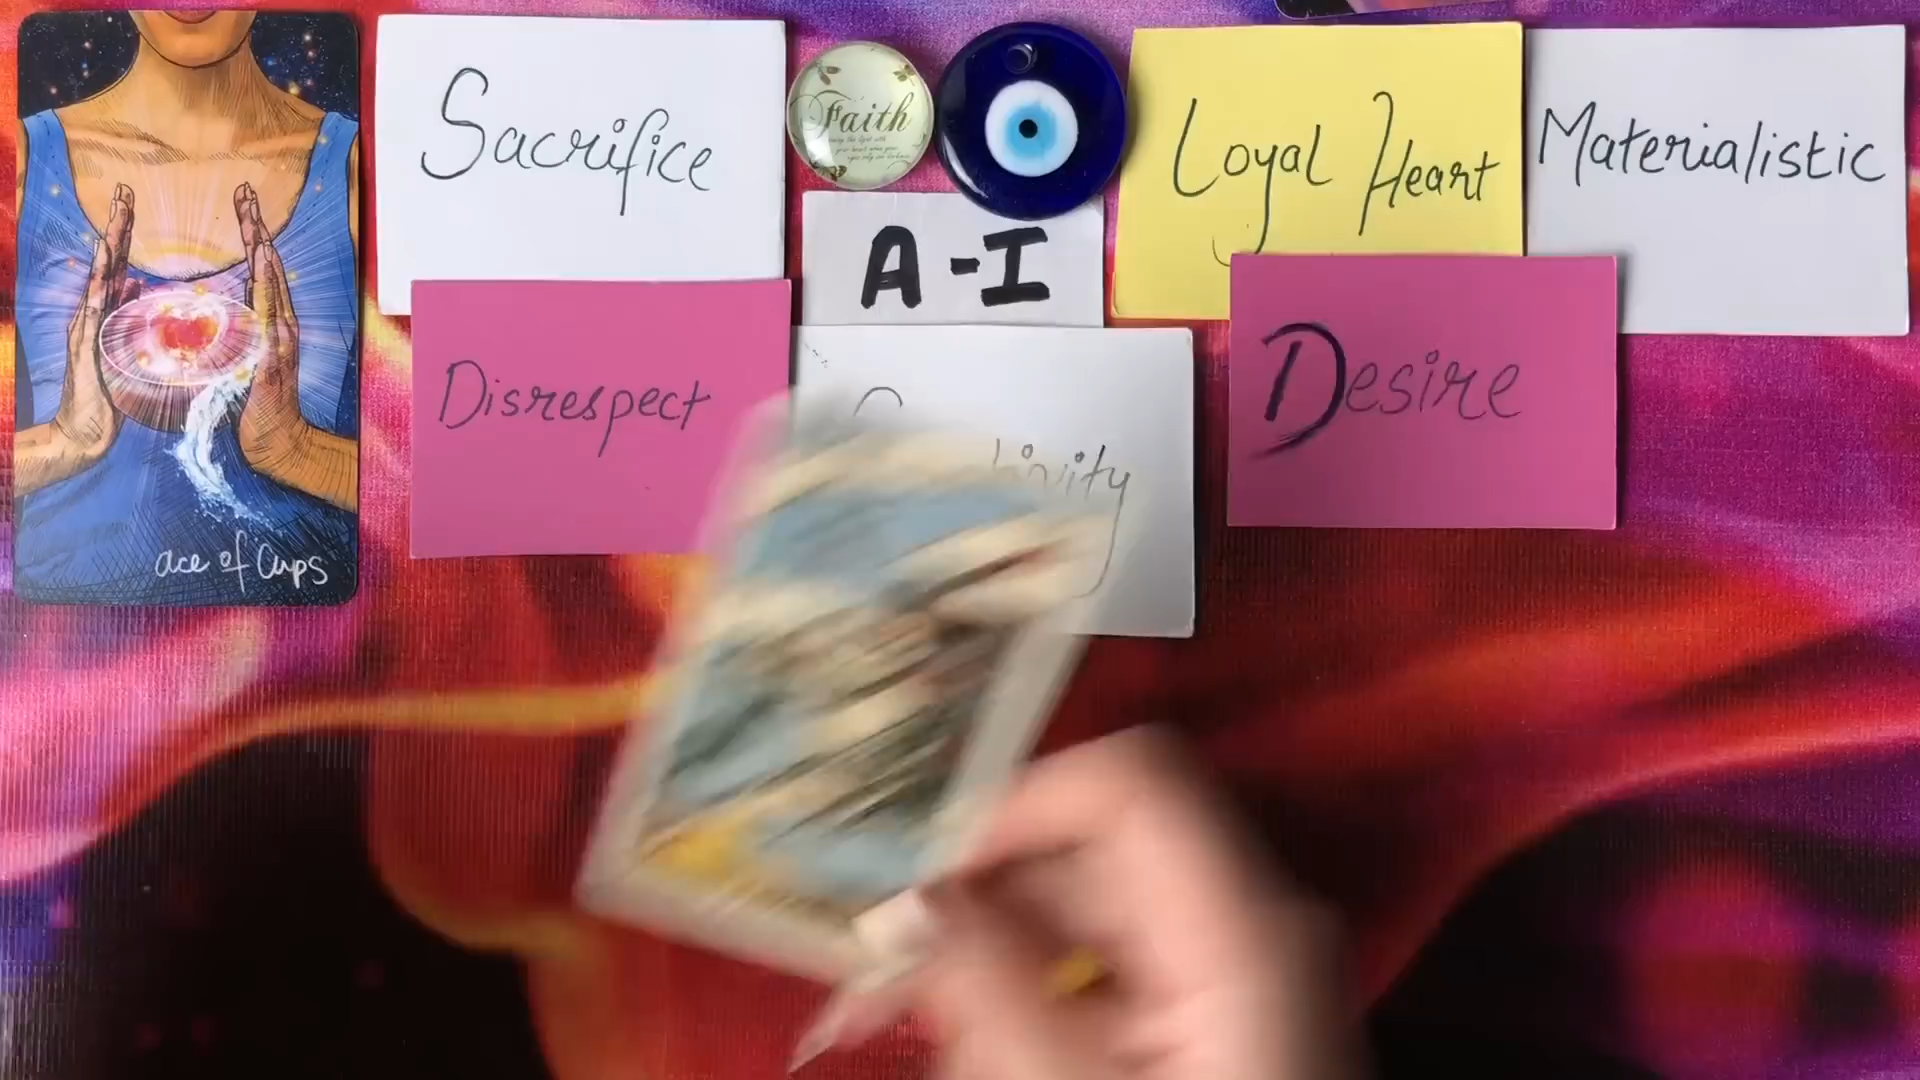 Sacrifice
Faith
A-I
Loyal Heart
Materialistic
Disrespect
Desire
ace of Cups